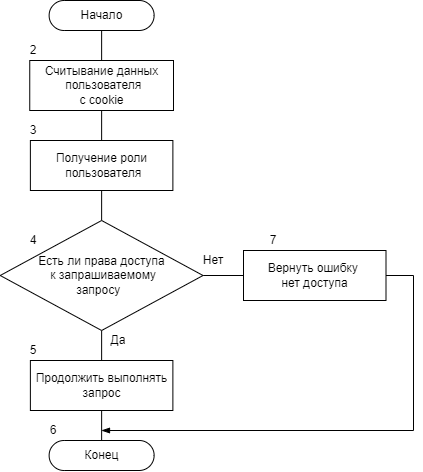 Начало
2
Считывание данных
пользователя
с cookie
3
Получение роли
пользователя
4
Есть ли права доступа
к запрашиваемому
запросу
Нет
7
Вернуть ошибку
нет доступа
Да
5
Продолжить выполнять
запрос
6
Конец